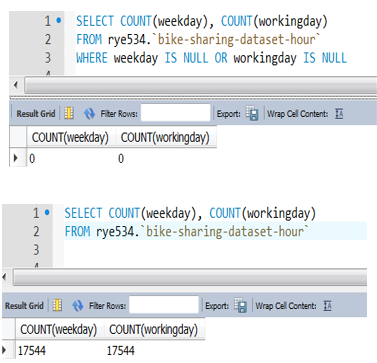 1 SELECT COUNT(weekday), COUNT(workingday)
2 FROM rye534.`bike-sharing-dataset-hour`
3 WHERE weekday IS NULL OR workingday IS NULL
Result Grid Filter Rows: Export: Wrap Cell Content: IA
COUNT(weekday) COUNT(workingday)
0 0
1 SELECT COUNT(weekday), COUNT(workingday)
2 FROM rye534.`bike-sharing-dataset-hour`
3
Result Grid Filter Rows: Export: Wrap Cell Content: IA
COUNT(weekday) COUNT(workingday)
17544 17544